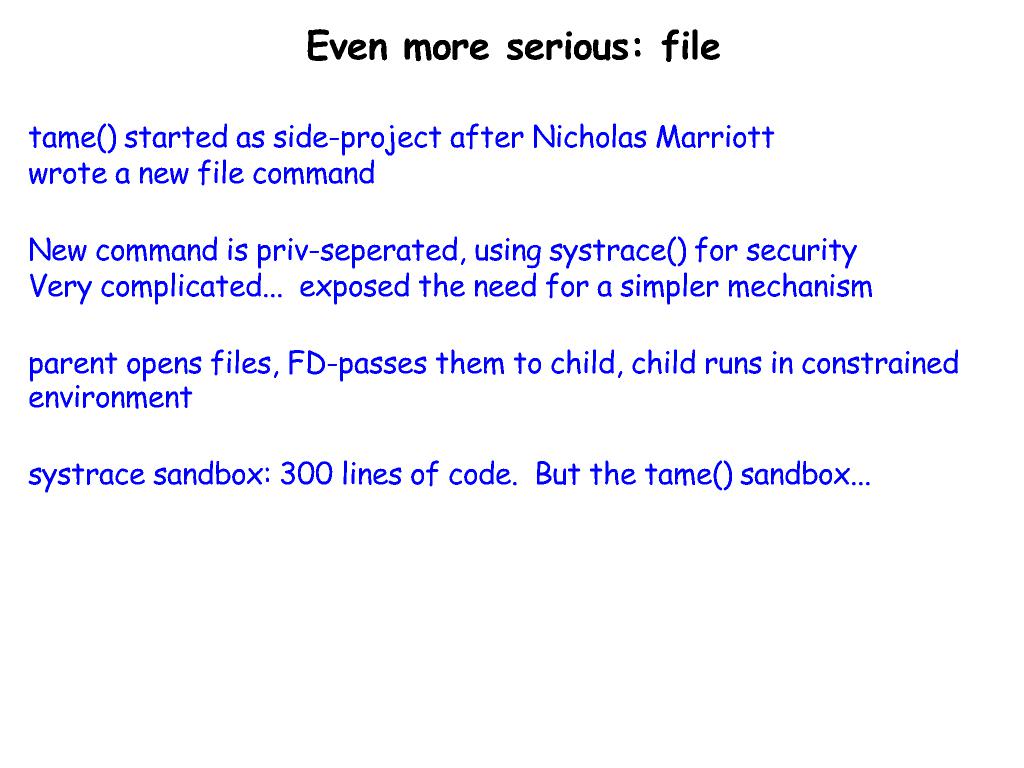 Even more serious: file
tame() started as side-project after Nicholas Marriott
wrote a new file command
New command is priv-seperated, using systrace() for security
Very complicated...  exposed the need for a simpler mechanism
parent opens files, FD-passes them to child, child runs in constrained
environment
systrace sandbox: 300 lines of code.  But the tame() sandbox...